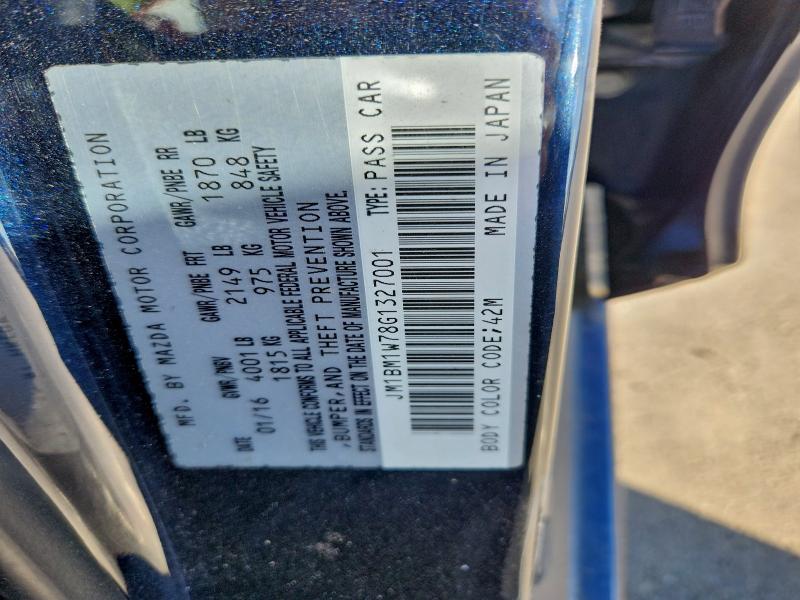 MFD. BY MAZDA MOTOR CORPORATION
DATE GVWR/PNBV GAWR/PNBE FRT GAWR/PNBE RR
01/16 4001 LB 2149 LB 1870 LB
1815 KG 975 KG 848 KG
THIS VEHICLE CONFORMS TO ALL APPLICABLE FEDERAL MOTOR VEHICLE SAFETY
,BUMPER,AND THEFT PREVENTION
STANDARDS IN EFFECT ON THE DATE OF MANUFACTURE SHOWN ABOVE.
JM1BM1W78G1327001 TYPE: PASS CAR
BODY COLOR CODE;42M MADE IN JAPAN